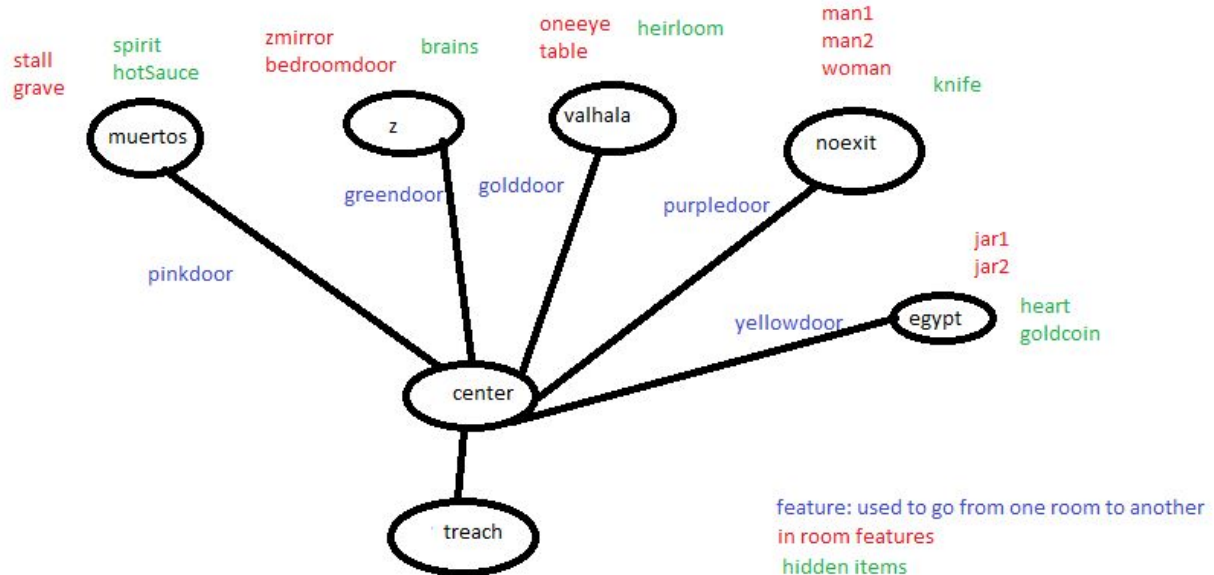 stall
grave
spirit
hotSauce
muertos
zmirror
bedroomdoor
brains
z
oneeye
table
heirloom
valhala
man1
man2
woman
knife
noexit
jar1
jar2
heart
goldcoin
egypt
pinkdoor
greendoor
golddoor
purpledoor
yellowdoor
center
treach
feature: used to go from one room to another
in room features
hidden items